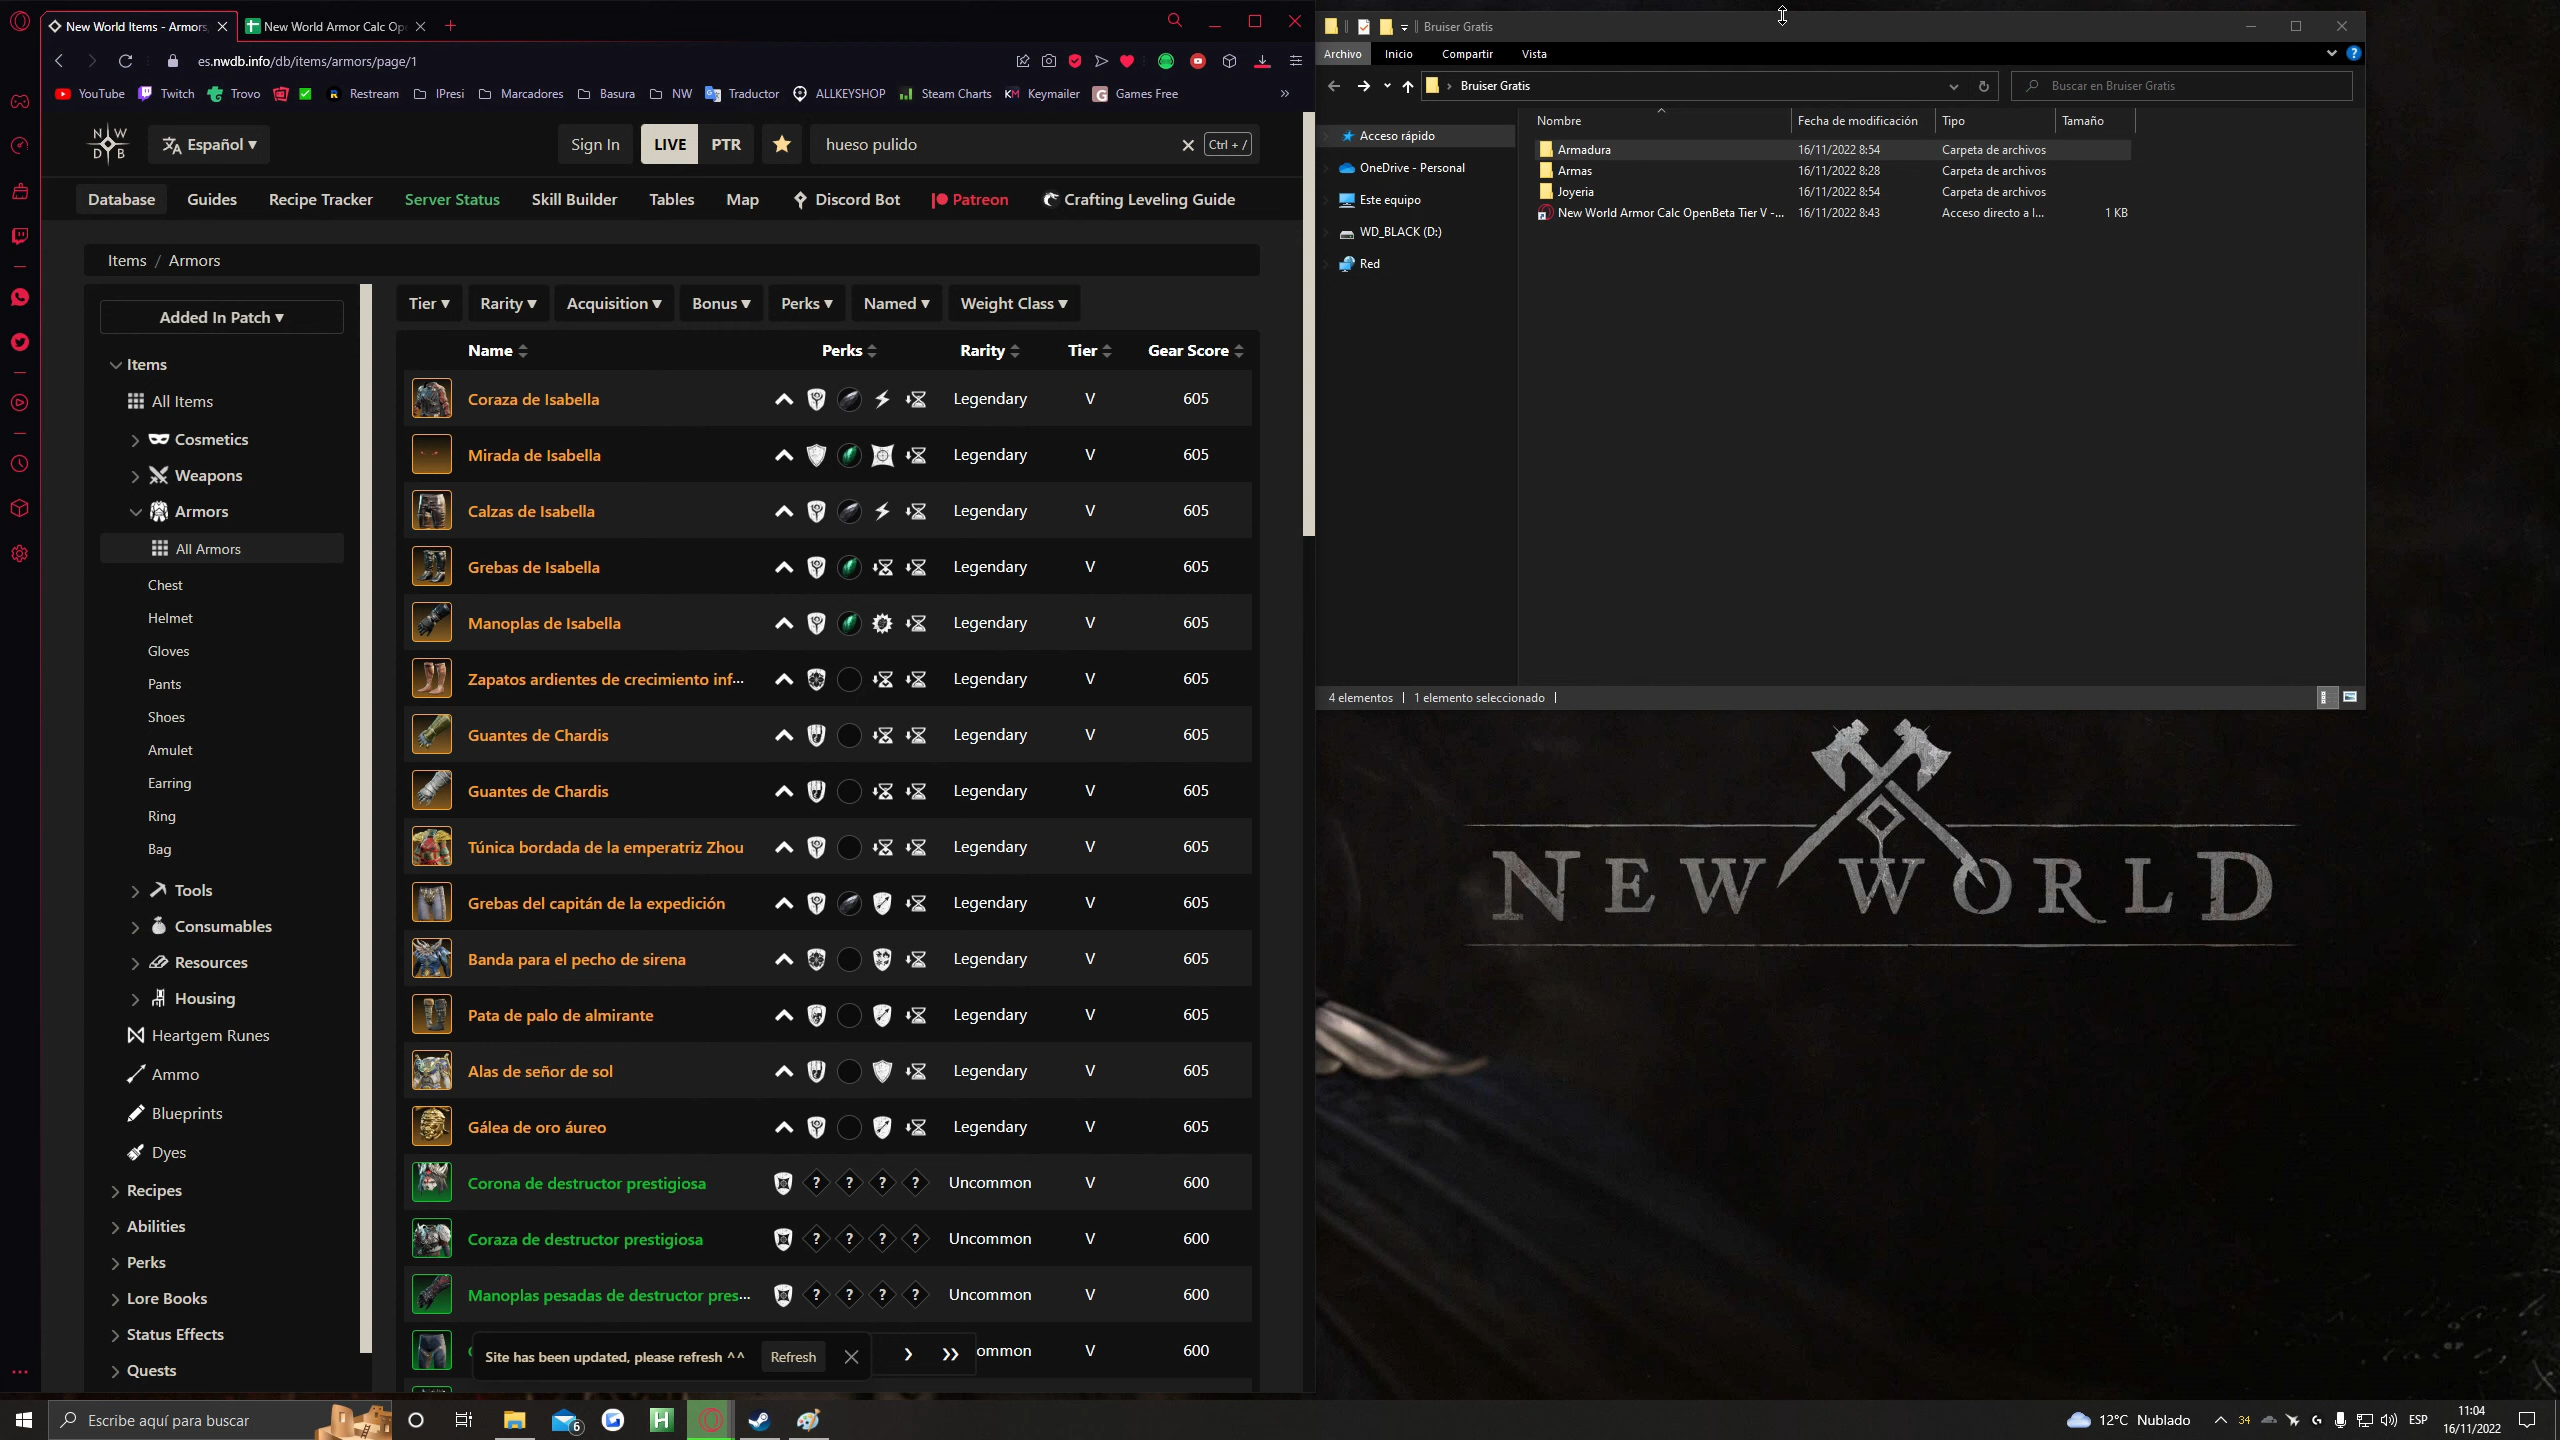 New World Items - Armors
New World Armor Calc Op
es.nwdb.info/db/items/armors/page/1
YouTube
Twitch
Trovo
Restream
IPresi
Marcadores
Basura
NW
Traductor
ALLKEYSHOP
Steam Charts
Keymailer
Games Free
NWDB
Español ▾
Sign In
LIVE
PTR
hueso pulido
Ctrl + /
Database
Guides
Recipe Tracker
Server Status
Skill Builder
Tables
Map
Discord Bot
Patreon
Crafting Leveling Guide
Items / Armors
Added In Patch ▾
Items
All Items
Cosmetics
Weapons
Armors
All Armors
Chest
Helmet
Gloves
Pants
Shoes
Amulet
Earring
Ring
Bag
Tools
Consumables
Resources
Housing
Heartgem Runes
Ammo
Blueprints
Dyes
Recipes
Abilities
Perks
Lore Books
Status Effects
Quests
Tier ▾
Rarity ▾
Acquisition ▾
Bonus ▾
Perks ▾
Named ▾
Weight Class ▾
Name Perks Rarity Tier Gear Score
Coraza de Isabella Legendary V 605
Mirada de Isabella Legendary V 605
Calzas de Isabella Legendary V 605
Grebas de Isabella Legendary V 605
Manoplas de Isabella Legendary V 605
Zapatos ardientes de crecimiento inf... Legendary V 605
Guantes de Chardis Legendary V 605
Guantes de Chardis Legendary V 605
Túnica bordada de la emperatriz Zhou Legendary V 605
Grebas del capitán de la expedición Legendary V 605
Banda para el pecho de sirena Legendary V 605
Pata de palo de almirante Legendary V 605
Alas de señor de sol Legendary V 605
Gálea de oro áureo Legendary V 605
Corona de destructor prestigiosa ? ? ? ? Uncommon V 600
Coraza de destructor prestigiosa ? ? ? ? Uncommon V 600
Manoplas pesadas de destructor pres... ? ? ? ? Uncommon V 600
ommon V 600
Site has been updated, please refresh ^^
Refresh
Bruiser Gratis
Archivo
Inicio
Compartir
Vista
Bruiser Gratis
Buscar en Bruiser Gratis
Acceso rápido
OneDrive - Personal
Este equipo
WD_BLACK (D:)
Red
Nombre Fecha de modificación Tipo Tamaño
Armadura 16/11/2022 8:54 Carpeta de archivos
Armas 16/11/2022 8:28 Carpeta de archivos
Joyeria 16/11/2022 8:54 Carpeta de archivos
New World Armor Calc OpenBeta Tier V -... 16/11/2022 8:43 Acceso directo a I... 1 KB
4 elementos
1 elemento seleccionado
NEW WORLD
Escribe aquí para buscar
6
H
12°C Nublado
34
ESP
11:04
16/11/2022